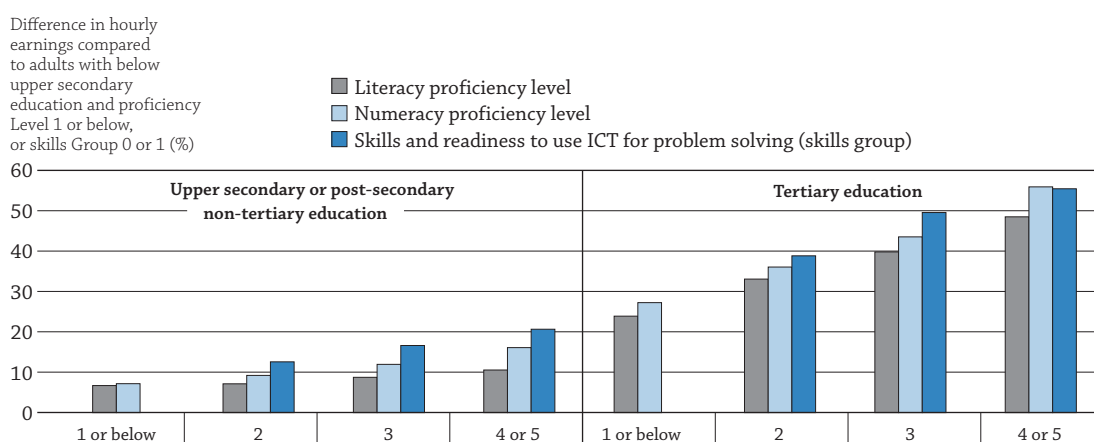 Difference in hourly
earnings compared
to adults with below
upper secondary
education and proficiency
Level 1 or below,
or skills Group 0 or 1 (%)
Literacy proficiency level
Numeracy proficiency level
Skills and readiness to use ICT for problem solving (skills group)
60
Upper secondary or post-secondary
non-tertiary education
Tertiary education
50
40
30
20
10
0
1 or below 2 3 4 or 5 1 or below 2 3 4 or 5